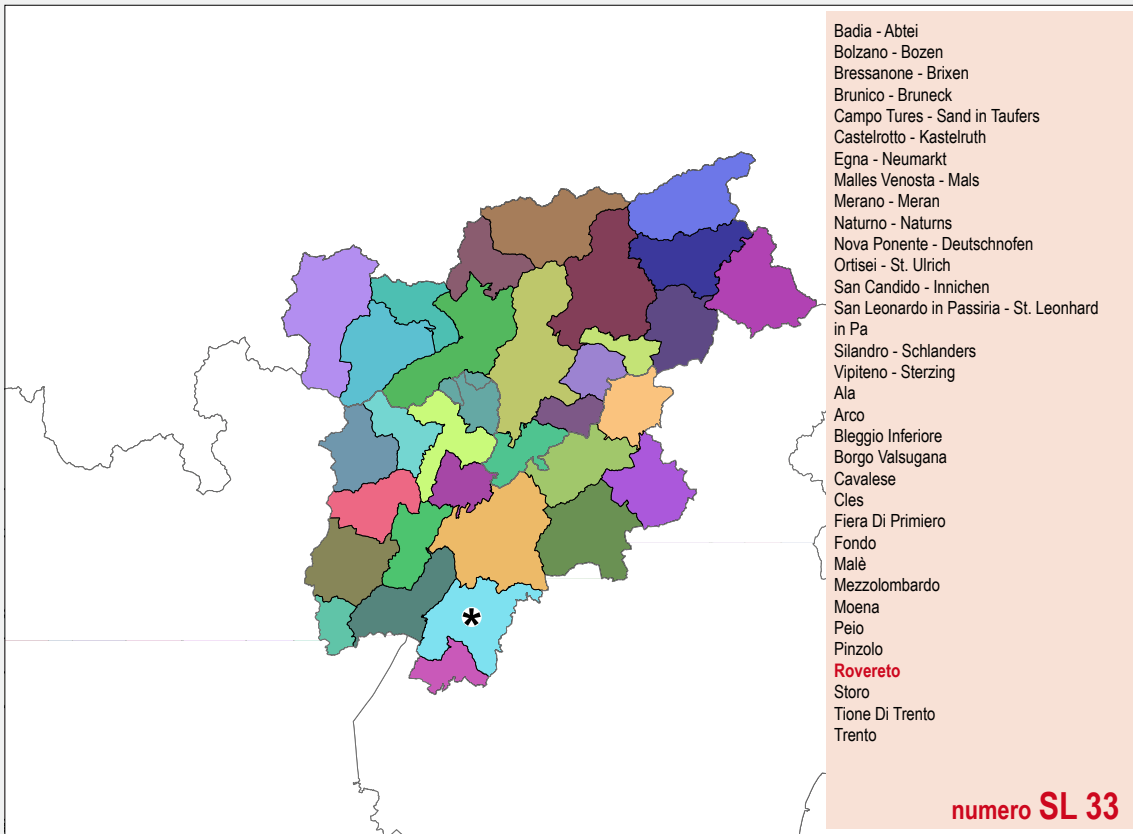 Badia - Abtei
Bolzano - Bozen
Bressanone - Brixen
Brunico - Bruneck
Campo Tures - Sand in Taufers
Castelrotto - Kastelruth
Egna - Neumarkt
Malles Venosta - Mals
Merano - Meran
Naturno - Naturns
Nova Ponente - Deutschnofen
Ortisei - St. Ulrich
San Candido - Innichen
San Leonardo in Passiria - St. Leonhard
in Pa
Silandro - Schlanders
Vipiteno - Sterzing
Ala
Arco
Bleggio Inferiore
Borgo Valsugana
Cavalese
Cles
Fiera Di Primiero
Fondo
Malè
Mezzolombardo
Moena
Peio
Pinzolo
Rovereto
Storo
Tione Di Trento
Trento
numero SL 33
*